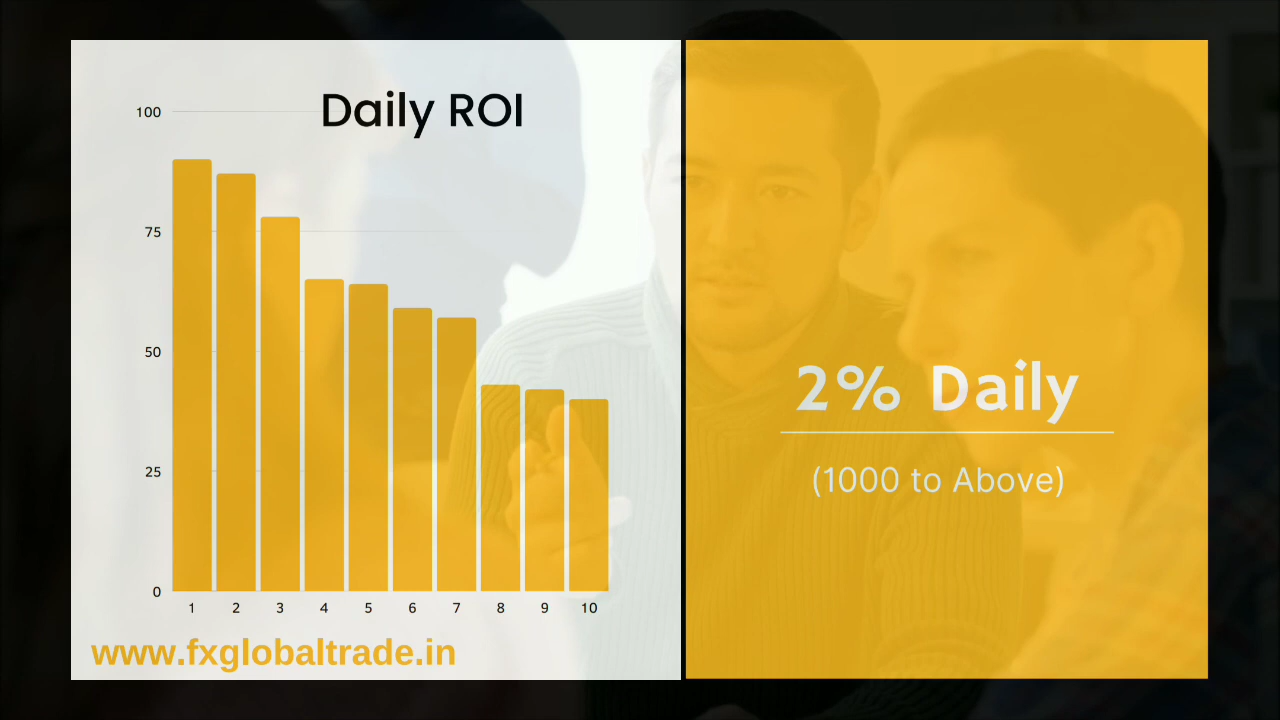 Daily ROI
100
75
50
25
0
1 2 3 4 5 6 7 8 9 10
www.fxglobaltrade.in
2% Daily
(1000 to Above)